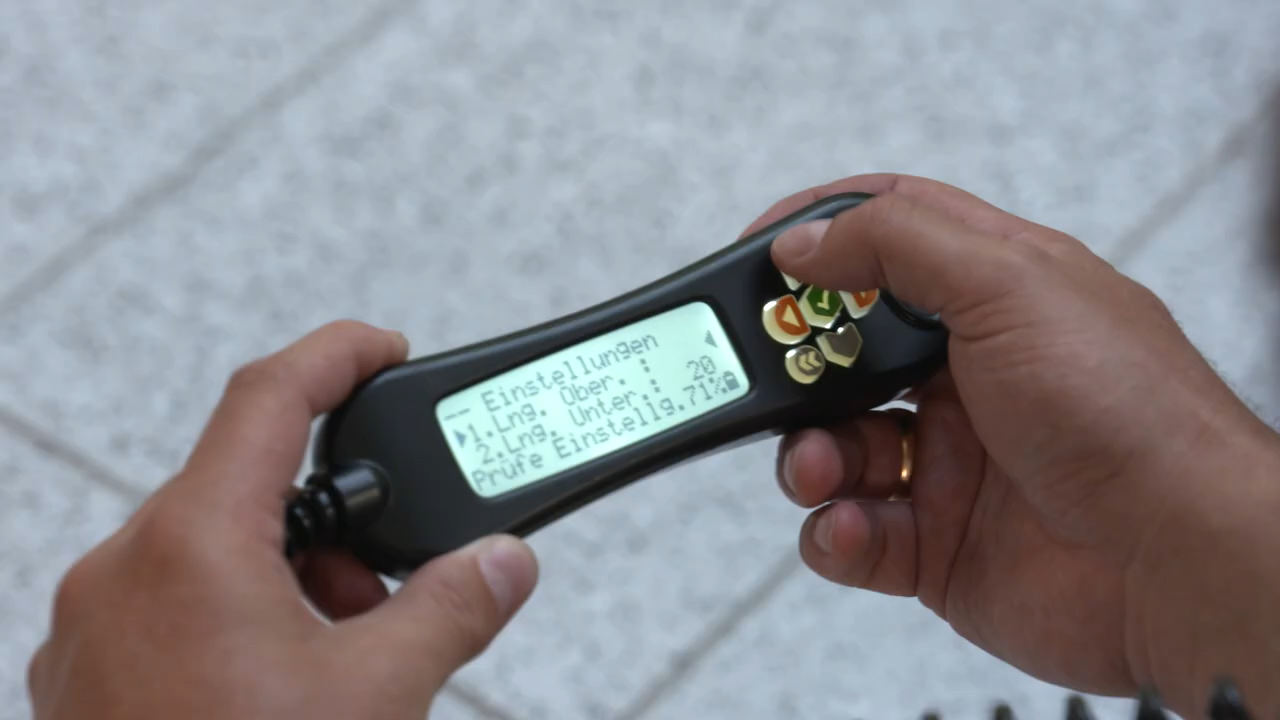 -- Einstellungen
1.Lng. Ober. :
2.Lng. Unter.: 20
Prüfe Einstellg.71%